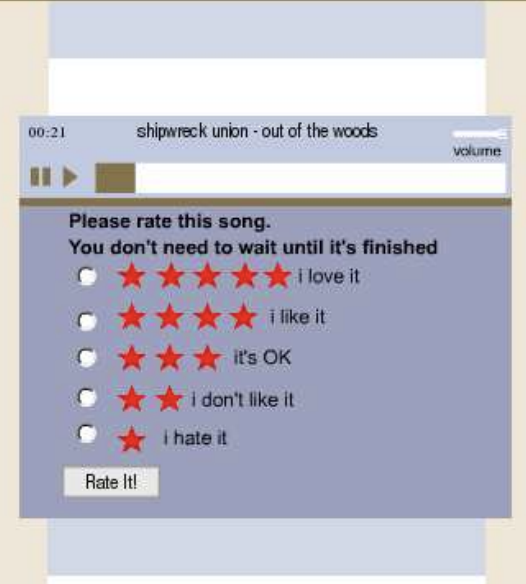 00:21
shipwreck union - out of the woods
volume
Please rate this song.
You don't need to wait until it's finished
i love it
i like it
it's OK
i don't like it
i hate it
Rate It!